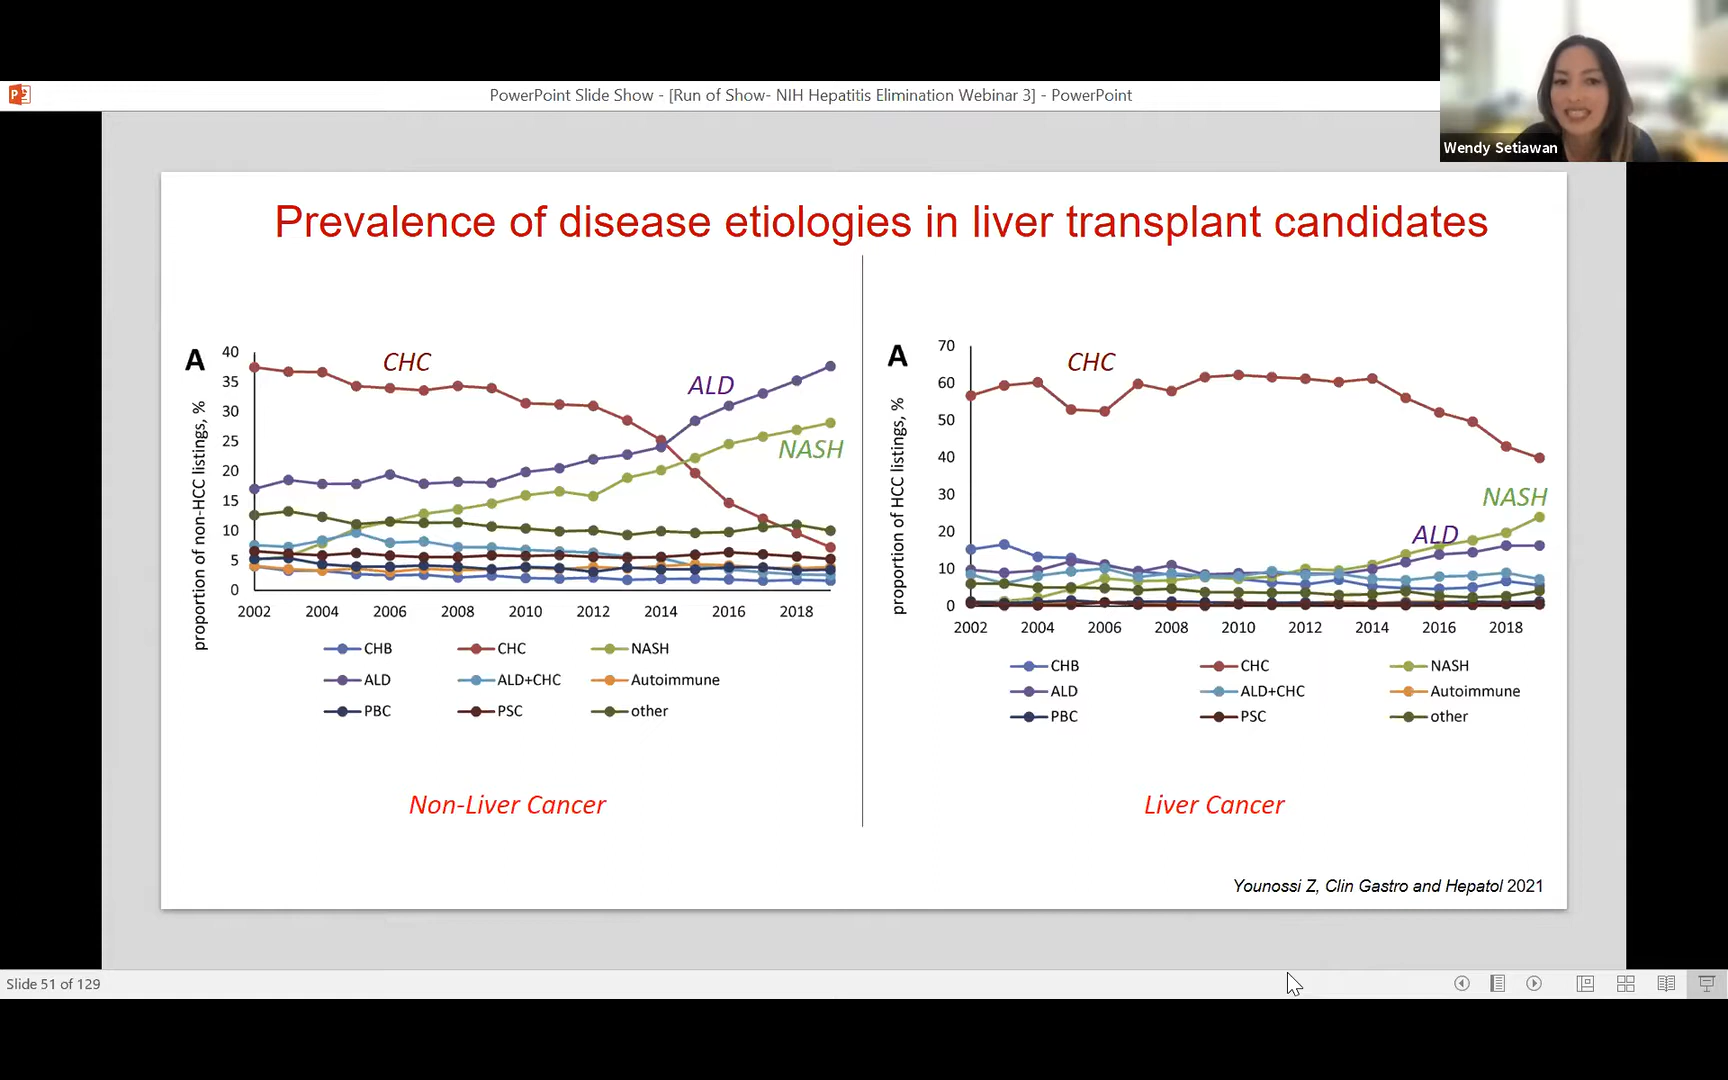 PowerPoint Slide Show - [Run of Show- NIH Hepatitis Elimination Webinar 3] - PowerPoint
Wendy Setiawan
Prevalence of disease etiologies in liver transplant candidates
A
proportion of non-HCC listings, %
40
35
30
25
20
15
10
5
0
CHC
ALD
NASH
2002 2004 2006 2008 2010 2012 2014 2016 2018
CHB CHC NASH
ALD ALD+CHC Autoimmune
PBC PSC other
Non-Liver Cancer
A
proportion of HCC listings, %
70
60
50
40
30
20
10
0
CHC
NASH
ALD
2002 2004 2006 2008 2010 2012 2014 2016 2018
CHB CHC NASH
ALD ALD+CHC Autoimmune
PBC PSC other
Liver Cancer
Younossi Z, Clin Gastro and Hepatol 2021
Slide 51 of 129